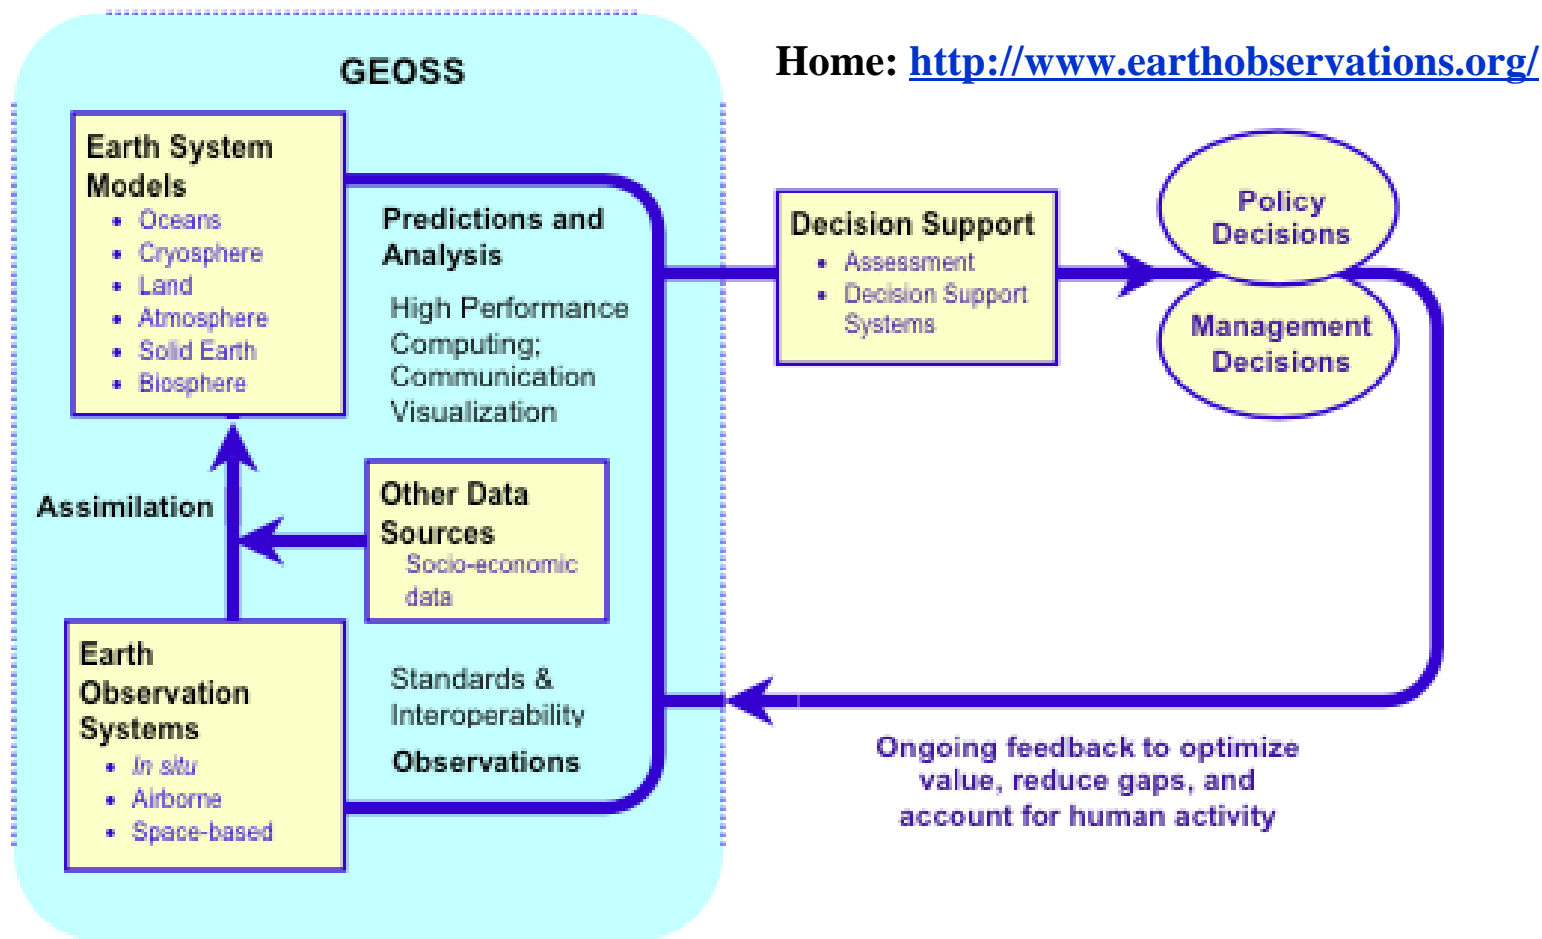 GEOSS
Home: http://www.earthobservations.org/
Earth System
Models
• Oceans
• Cryosphere
• Land
• Atmosphere
• Solid Earth
• Biosphere
Predictions and
Analysis
High Performance
Computing;
Communication
Visualization
Decision Support
• Assessment
• Decision Support
Systems
Policy
Decisions
Management
Decisions
Assimilation
Other Data
Sources
Socio-economic
data
Earth
Observation
Systems
• In situ
• Airborne
• Space-based
Standards &
Interoperability
Observations
Ongoing feedback to optimize
value, reduce gaps, and
account for human activity